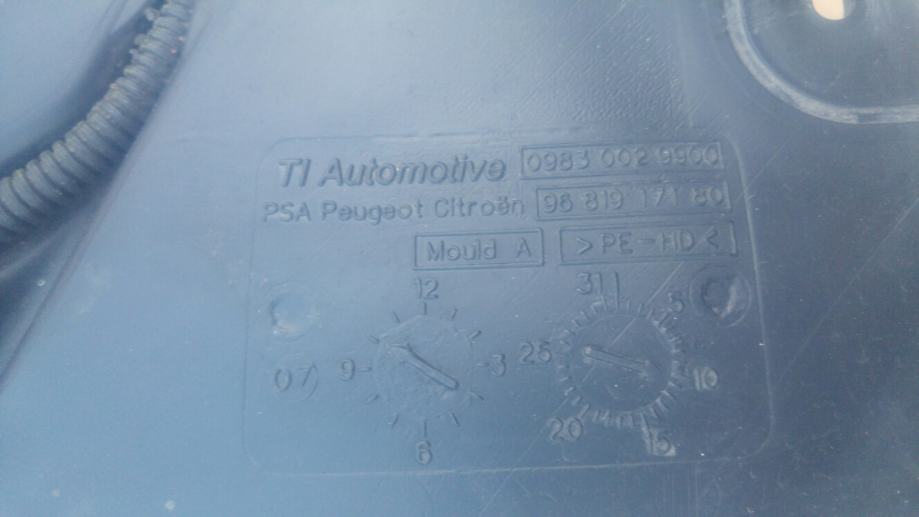 TI Automotive 0983 002 9900
PSA Peugeot Citroën 96 819 171 80
Mould A >PE-HD<
12 31 5
07 9 3 25 10
6 20 15